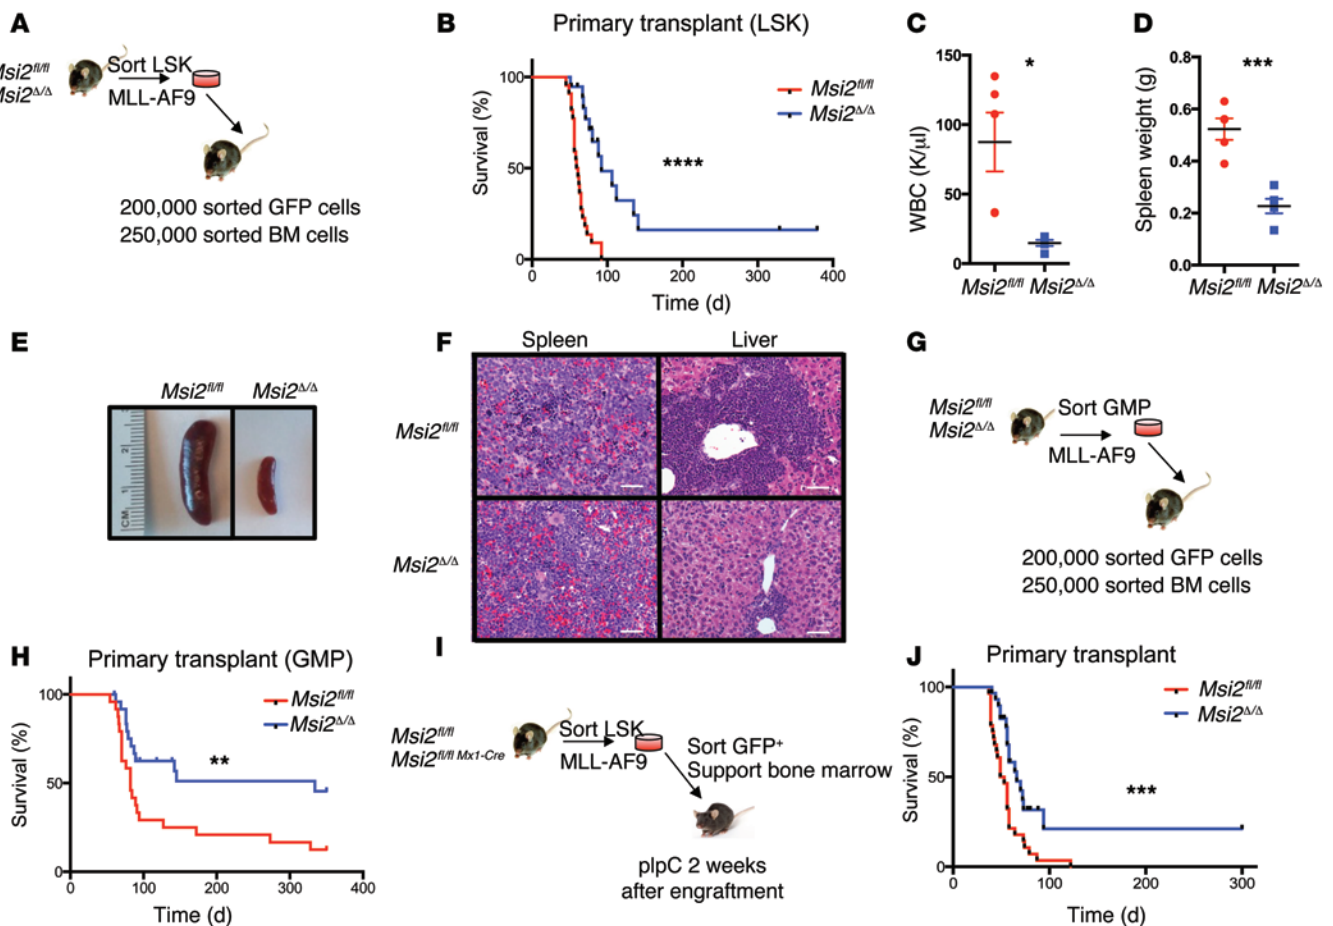 A
Msi2fl/fl
Msi2Δ/Δ
Sort LSK
MLL-AF9
200,000 sorted GFP cells
250,000 sorted BM cells
B
Primary transplant (LSK)
Survival (%)
100
50
0
0 100 200 300 400
Time (d)
Msi2fl/fl
Msi2Δ/Δ
****
C
WBC (K/µl)
150
100
50
0
*
Msi2fl/fl Msi2Δ/Δ
D
Spleen weight (g)
0.8
0.6
0.4
0.2
0.0
***
Msi2fl/fl Msi2Δ/Δ
E
Msi2fl/fl Msi2Δ/Δ
CM 1 2
F
Spleen Liver
Msi2fl/fl
Msi2Δ/Δ
G
Msi2fl/fl
Msi2Δ/Δ
Sort GMP
MLL-AF9
200,000 sorted GFP cells
250,000 sorted BM cells
H
Primary transplant (GMP)
Survival (%)
100
50
0
0 100 200 300 400
Time (d)
Msi2fl/fl
Msi2Δ/Δ
**
I
Msi2fl/fl
Msi2fl/fl Mx1-Cre
Sort LSK
MLL-AF9
Sort GFP+
Support bone marrow
pIpC 2 weeks
after engraftment
J
Primary transplant
Survival (%)
100
50
0
0 100 200 300
Time (d)
Msi2fl/fl
Msi2Δ/Δ
***